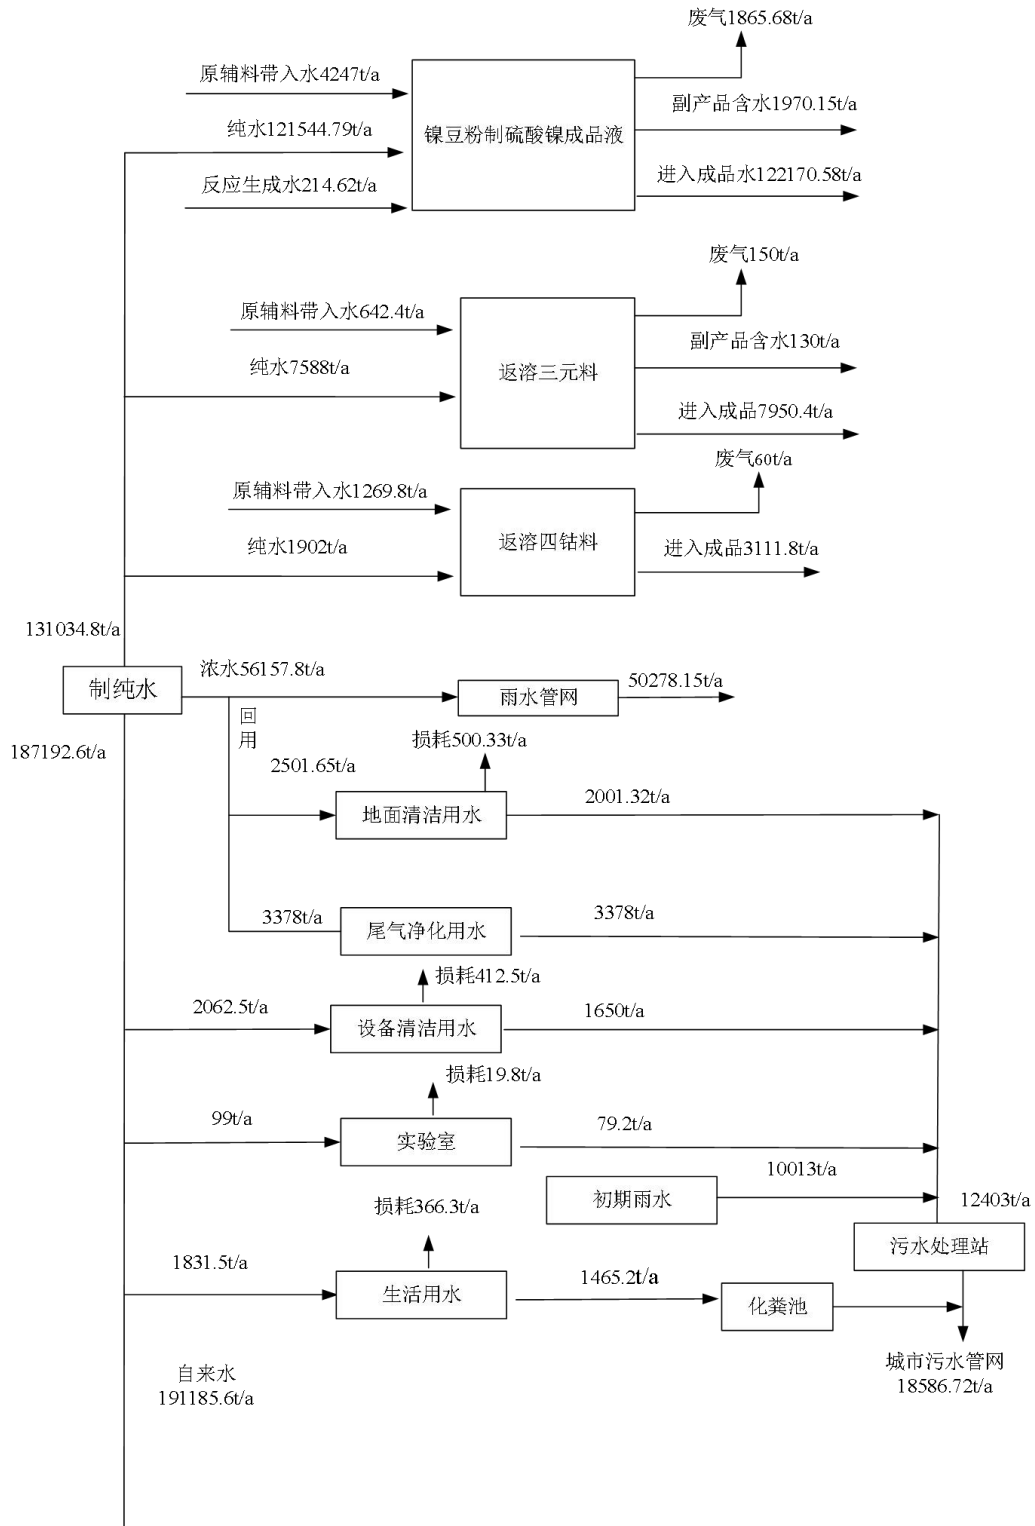 废气1865.68t/a
原辅料带入水4247t/a
副产品含水1970.15t/a
纯水121544.79t/a
镍豆粉制硫酸镍成品液
进入成品水122170.58t/a
反应生成水214.62t/a
废气150t/a
原辅料带入水642.4t/a
副产品含水130t/a
纯水7588t/a
返溶三元料
进入成品7950.4t/a
废气60t/a
原辅料带入水1269.8t/a
纯水1902t/a
返溶四钴料
进入成品3111.8t/a
131034.8t/a
浓水56157.8t/a
50278.15t/a
制纯水
雨水管网
回
用
187192.6t/a
损耗500.33t/a
2501.65t/a
2001.32t/a
地面清洁用水
3378t/a
尾气净化用水
3378t/a
损耗412.5t/a
2062.5t/a
设备清洁用水
1650t/a
损耗19.8t/a
99t/a
实验室
79.2t/a
10013t/a
初期雨水
12403t/a
损耗366.3t/a
污水处理站
1831.5t/a
生活用水
1465.2t/a
化粪池
城市污水管网
18586.72t/a
自来水
191185.6t/a